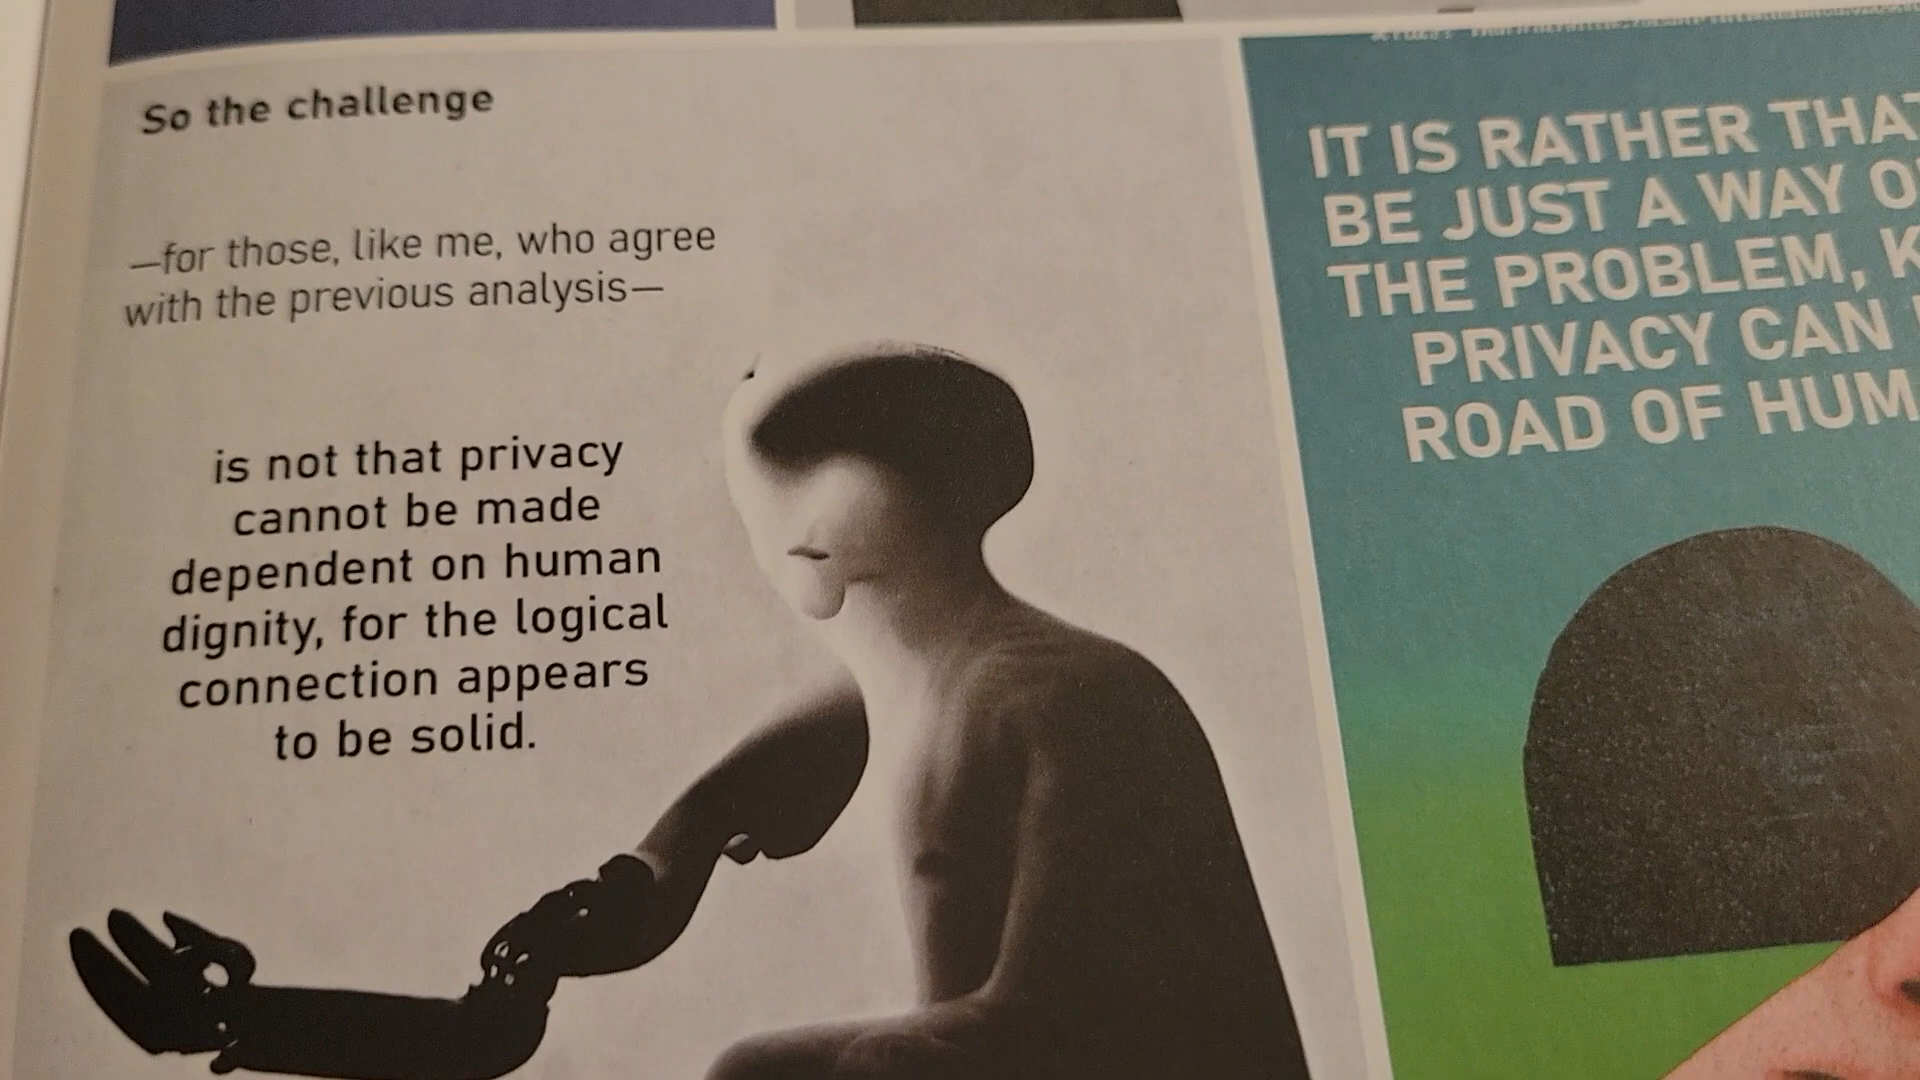 So the challenge
—for those, like me, who agree
with the previous analysis—
is not that privacy
cannot be made
dependent on human
dignity, for the logical
connection appears
to be solid.
IT IS RATHER
BE JUST A WAY
THE PROBLEM,
PRIVACY CAN
ROAD OF